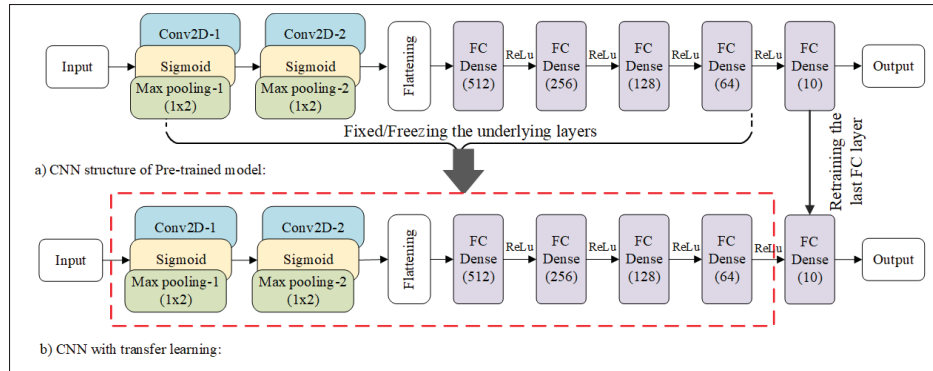 Input
Conv2D-1
Sigmoid
Max pooling-1
(1x2)
Conv2D-2
Sigmoid
Max pooling-2
(1x2)
Flattening
FC
Dense
(512)
ReLu
FC
Dense
(256)
ReLu
FC
Dense
(128)
ReLu
FC
Dense
(64)
ReLu
FC
Dense
(10)
Output
Fixed/Freezing the underlying layers
Retraining the
last FC layer
a) CNN structure of Pre-trained model:
Input
Conv2D-1
Sigmoid
Max pooling-1
(1x2)
Conv2D-2
Sigmoid
Max pooling-2
(1x2)
Flattening
FC
Dense
(512)
ReLu
FC
Dense
(256)
ReLu
FC
Dense
(128)
ReLu
FC
Dense
(64)
ReLu
FC
Dense
(10)
Output
b) CNN with transfer learning: